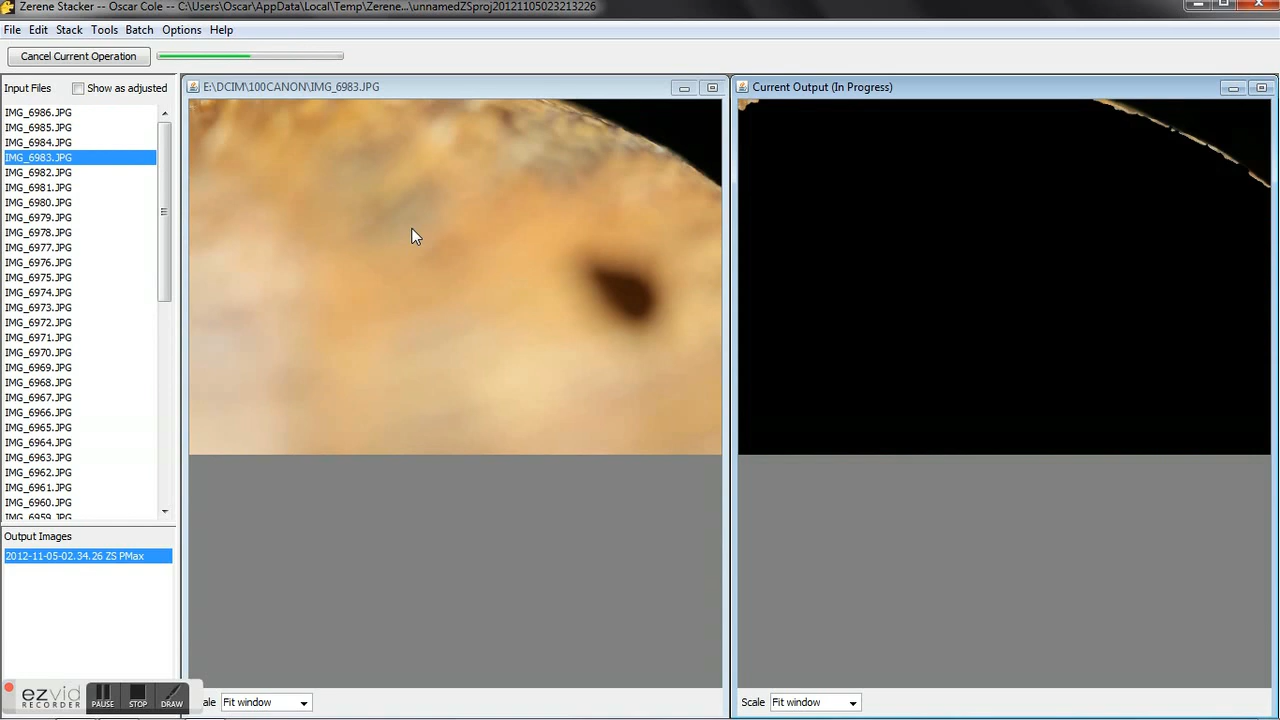 Zerene Stacker -- Oscar Cole -- C:\Users\Oscar\AppData\Local\Temp\Zerene...\unnamedZSproj20121105023213226
File Edit Stack Tools Batch Options Help
Cancel Current Operation
Input Files Show as adjusted
IMG_6986.JPG
IMG_6985.JPG
IMG_6984.JPG
IMG_6983.JPG
IMG_6982.JPG
IMG_6981.JPG
IMG_6980.JPG
IMG_6979.JPG
IMG_6978.JPG
IMG_6977.JPG
IMG_6976.JPG
IMG_6975.JPG
IMG_6974.JPG
IMG_6973.JPG
IMG_6972.JPG
IMG_6971.JPG
IMG_6970.JPG
IMG_6969.JPG
IMG_6968.JPG
IMG_6967.JPG
IMG_6966.JPG
IMG_6965.JPG
IMG_6964.JPG
IMG_6963.JPG
IMG_6962.JPG
IMG_6961.JPG
IMG_6960.JPG
IMG_6959.JPG
Output Images
2012-11-05-02.34.26 ZS PMax
E:\DCIM\100CANON\IMG_6983.JPG
Current Output (In Progress)
ezvid
RECORDER
PAUSE STOP DRAW
ale Fit window
Scale Fit window